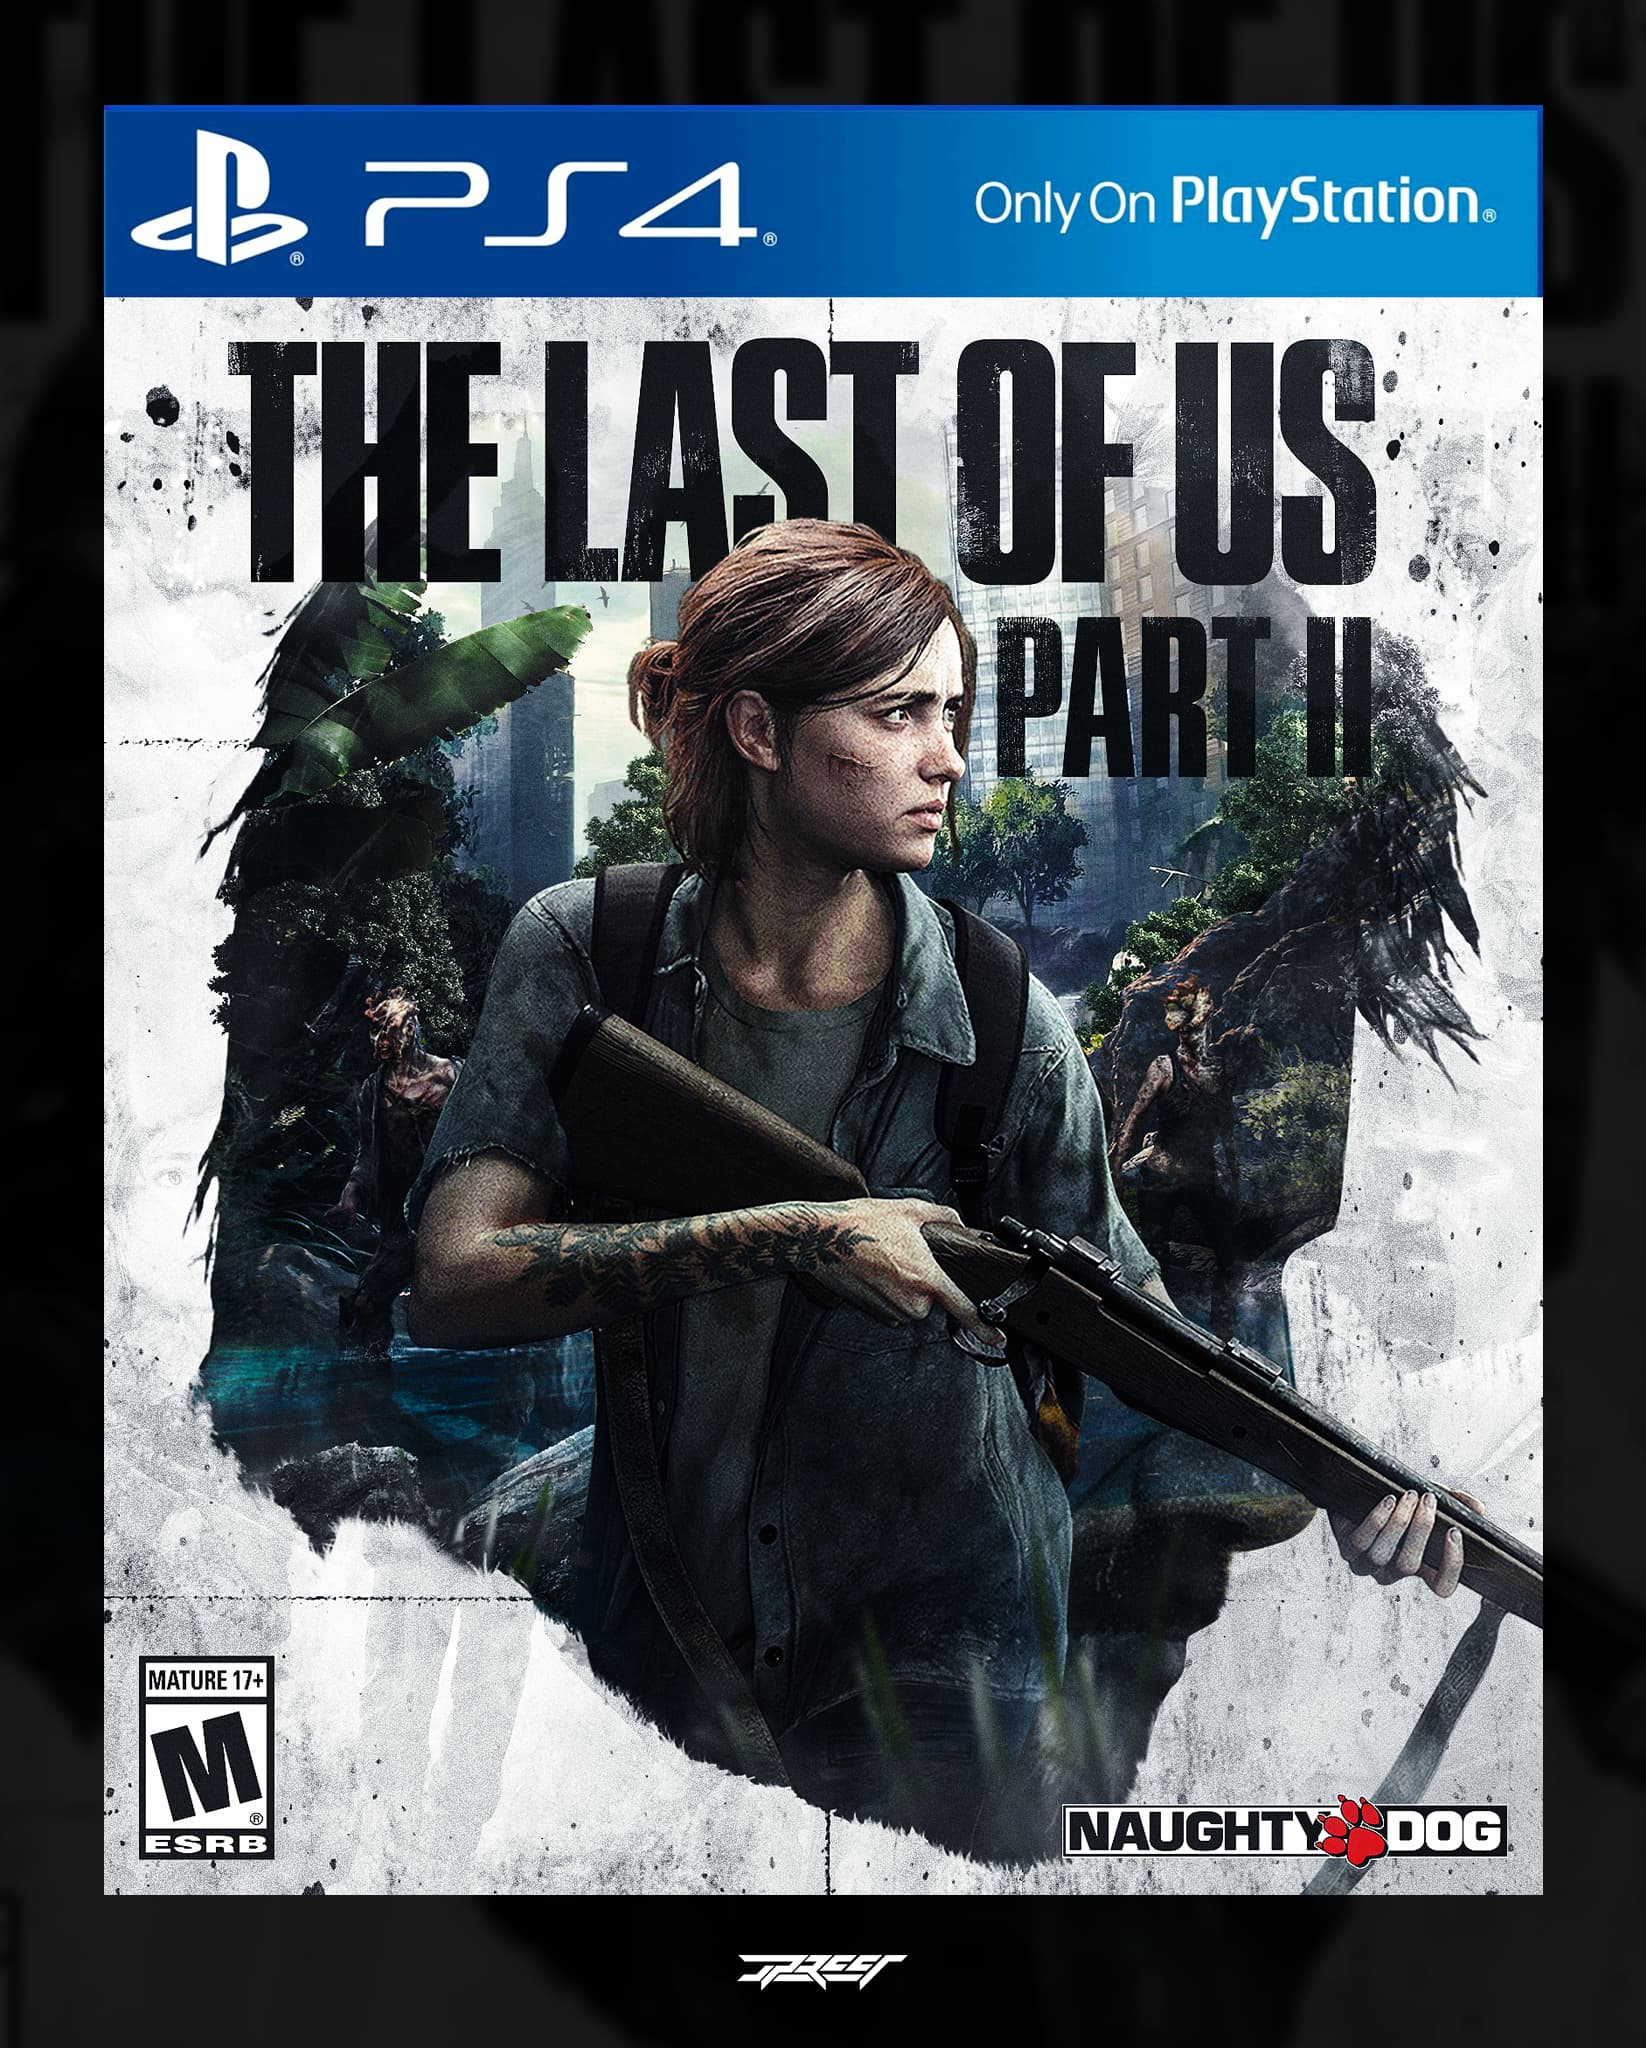 PS4®
Only On PlayStation®
THE LAST OF US
PART II
MATURE 17+
M®
ESRB
NAUGHTY DOG